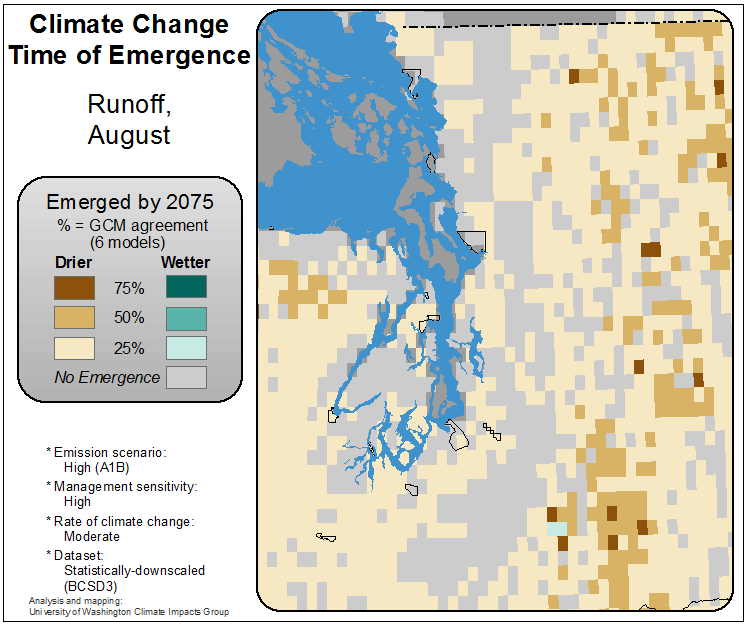 Climate Change
Time of Emergence
Runoff,
August
Emerged by 2075
% = GCM agreement
(6 models)
Drier Wetter
75%
50%
25%
No Emergence
* Emission scenario:
High (A1B)
* Management sensitivity:
High
* Rate of climate change:
Moderate
* Dataset:
Statistically-downscaled
(BCSD3)
Analysis and mapping:
University of Washington Climate Impacts Group